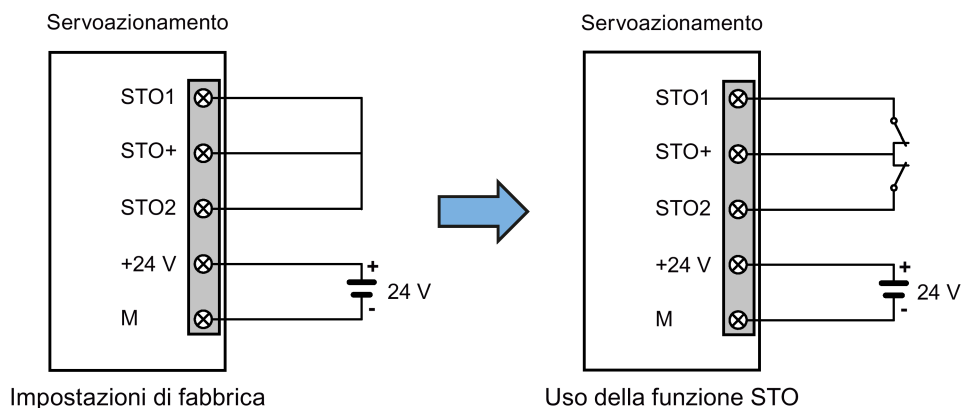 Servoazionamento
STO1
STO+
STO2
+24 V
M
+
24 V
-
Impostazioni di fabbrica
Servoazionamento
STO1
STO+
STO2
+24 V
M
+
24 V
-
Uso della funzione STO